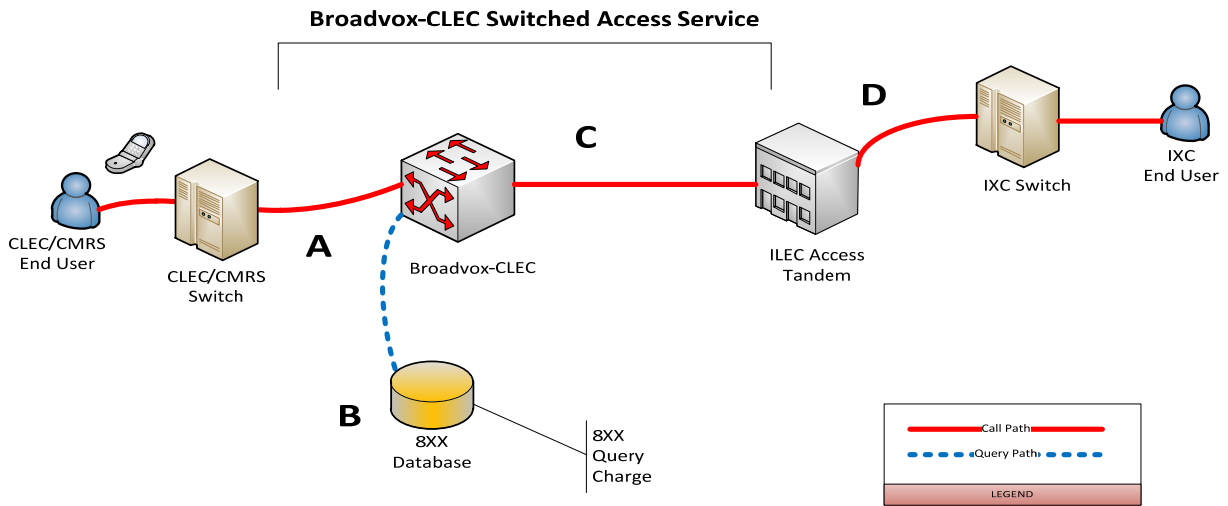 Broadvox-CLEC Switched Access Service
D
C
A
B
CLEC/CMRS
End User
CLEC/CMRS
Switch
Broadvox-CLEC
ILEC Access
Tandem
IXC Switch
IXC
End User
8XX
Database
8XX
Query
Charge
Call Path
Query Path
LEGEND